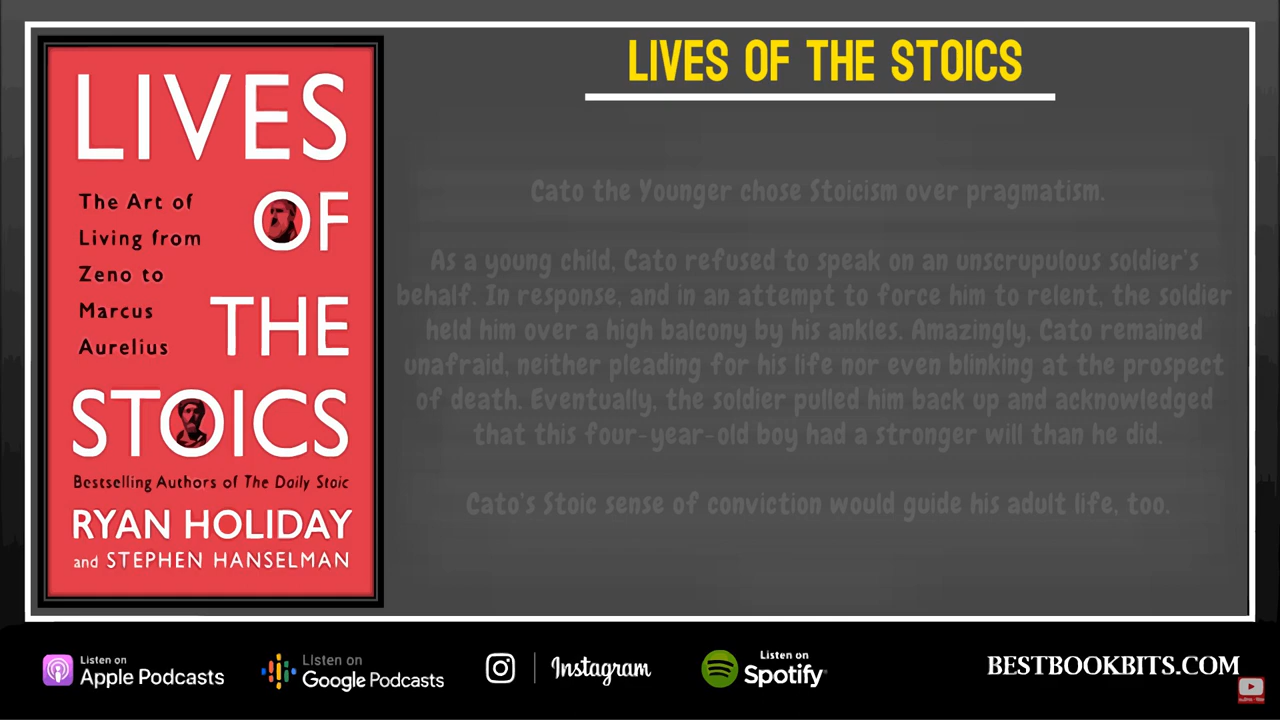 LIVES
OF
THE
STOICS
The Art of
Living from
Zeno to
Marcus
Aurelius
Bestselling Authors of The Daily Stoic
RYAN HOLIDAY
and STEPHEN HANSELMAN
LIVES OF THE STOICS
Cato the Younger chose Stoicism over pragmatism.
As a young child, Cato refused to speak on an unscrupulous soldier's
behalf. In response, and in an attempt to force him to relent, the soldier
held him over a high balcony by his ankles. Amazingly, Cato remained
unafraid, neither pleading for his life nor even blinking at the prospect
of death. Eventually, the soldier pulled him back up and acknowledged
that this four-year-old boy had a stronger will than he did.
Cato's Stoic sense of conviction would guide his adult life, too.
Listen on
Apple Podcasts
Listen on
Google Podcasts
Instagram
Listen on
Spotify
BESTBOOKBITS.COM